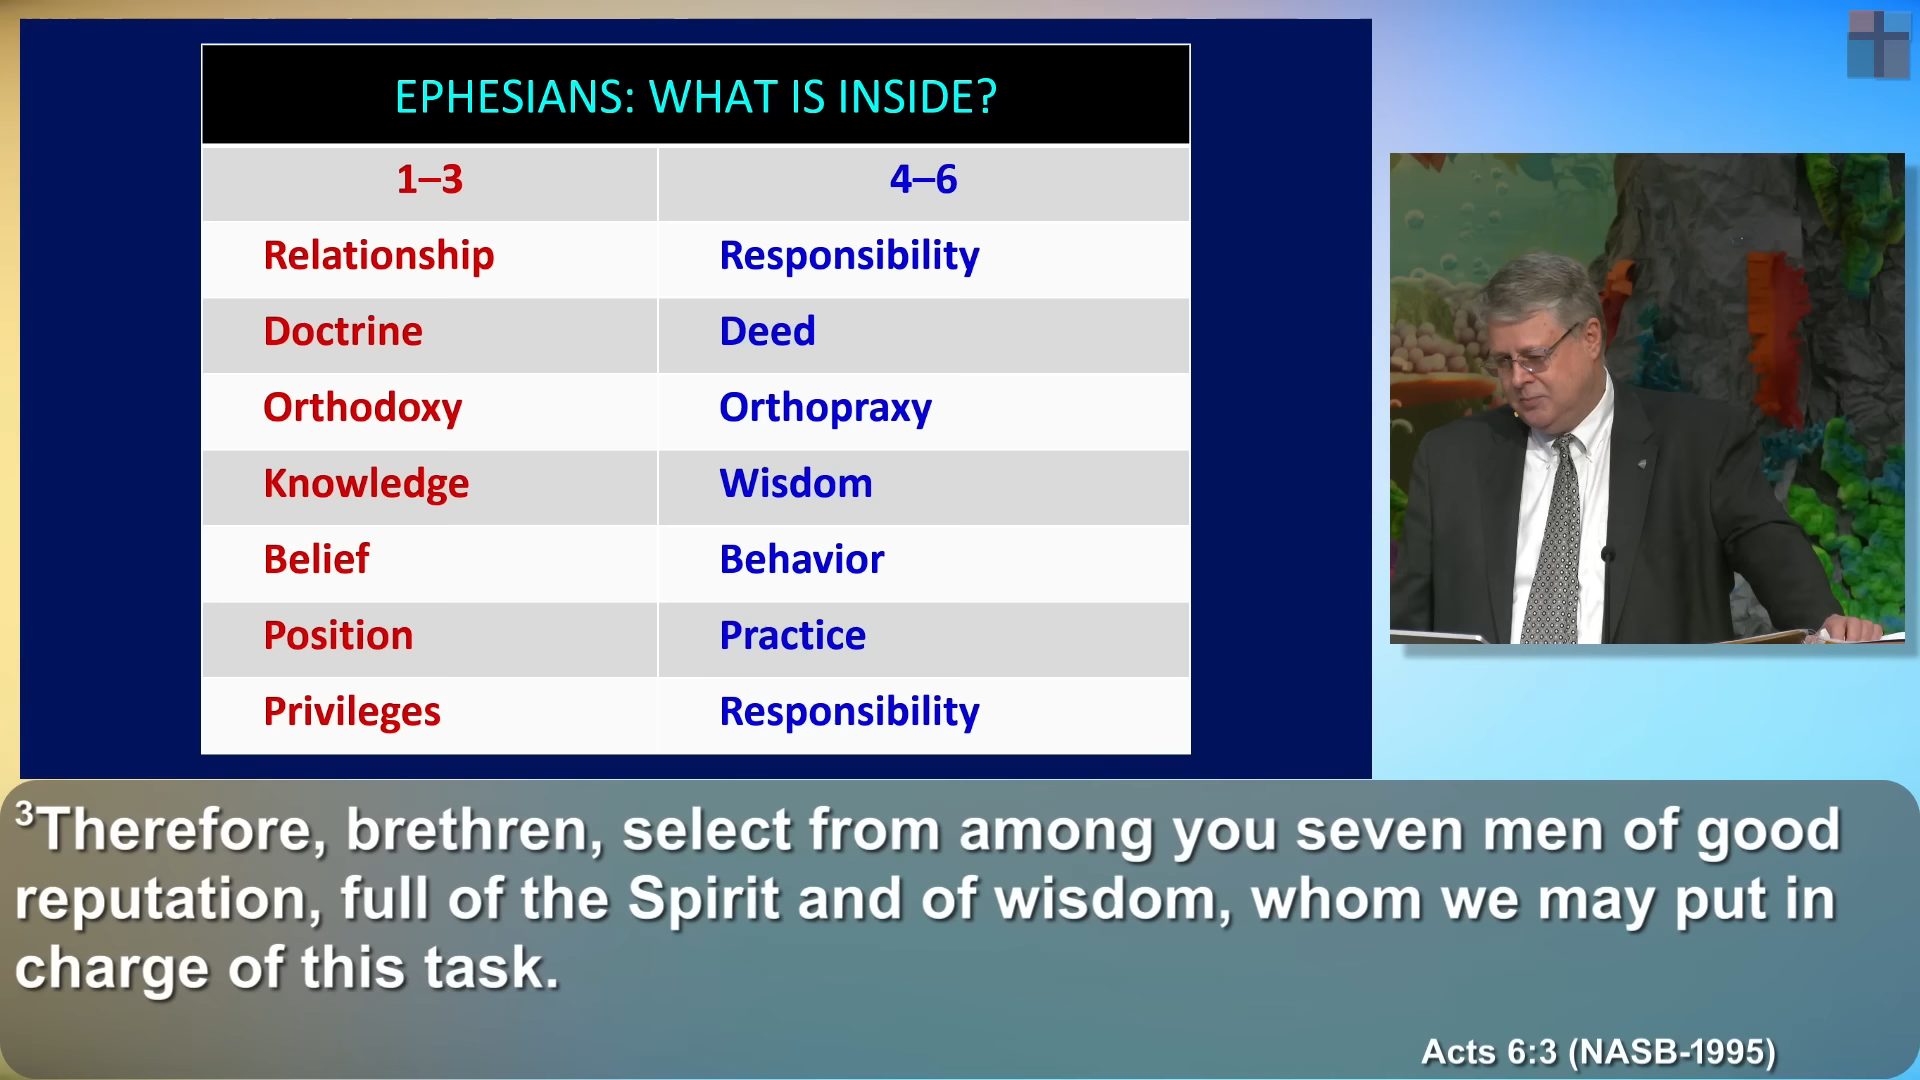 EPHESIANS: WHAT IS INSIDE?
1–3 4–6
Relationship Responsibility
Doctrine Deed
Orthodoxy Orthopraxy
Knowledge Wisdom
Belief Behavior
Position Practice
Privileges Responsibility
3Therefore, brethren, select from among you seven men of good
reputation, full of the Spirit and of wisdom, whom we may put in
charge of this task.
Acts 6:3 (NASB-1995)